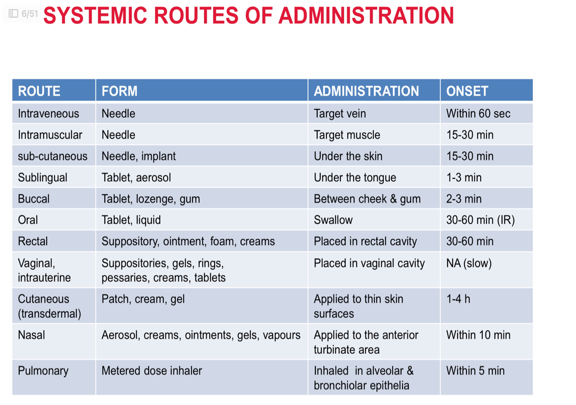 6/51
SYSTEMIC ROUTES OF ADMINISTRATION
ROUTE FORM ADMINISTRATION ONSET
Intraveneous Needle Target vein Within 60 sec
Intramuscular Needle Target muscle 15-30 min
sub-cutaneous Needle, implant Under the skin 15-30 min
Sublingual Tablet, aerosol Under the tongue 1-3 min
Buccal Tablet, lozenge, gum Between cheek & gum 2-3 min
Oral Tablet, liquid Swallow 30-60 min (IR)
Rectal Suppository, ointment, foam, creams Placed in rectal cavity 30-60 min
Vaginal, Suppositories, gels, rings, Placed in vaginal cavity NA (slow)
intrauterine pessaries, creams, tablets
Cutaneous Patch, cream, gel Applied to thin skin 1-4 h
(transdermal) surfaces
Nasal Aerosol, creams, ointments, gels, vapours Applied to the anterior Within 10 min
turbinate area
Pulmonary Metered dose inhaler Inhaled in alveolar & Within 5 min
bronchiolar epithelia